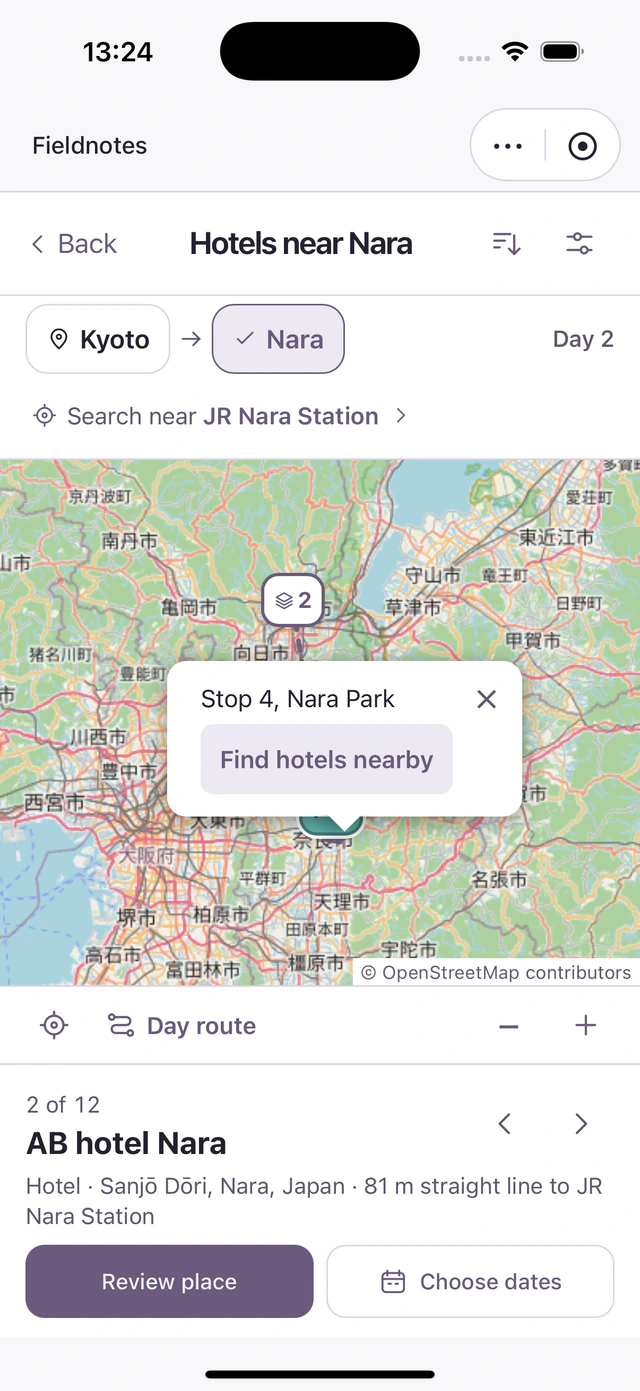 13:24
Fieldnotes
Back
Hotels near Nara
Kyoto
Nara
Day 2
Search near JR Nara Station
京丹波町
愛荘町
南丹市
東近江市
山市
守山市
竜王町
亀岡市
2
草津市
日野町
猪名川町
向日市
甲賀市
豊能町
市
Stop 4, Nara Park
Find hotels nearby
川西市
豊中市
西宮市
大東市
奈良市
大阪府
平群町
名張市
堺市
柏原市
天理市
田原本町
高石市
富田林市
橿原市
宇陀市
© OpenStreetMap contributors
Day route
2 of 12
AB hotel Nara
Hotel · Sanjō Dōri, Nara, Japan · 81 m straight line to JR
Nara Station
Review place
Choose dates